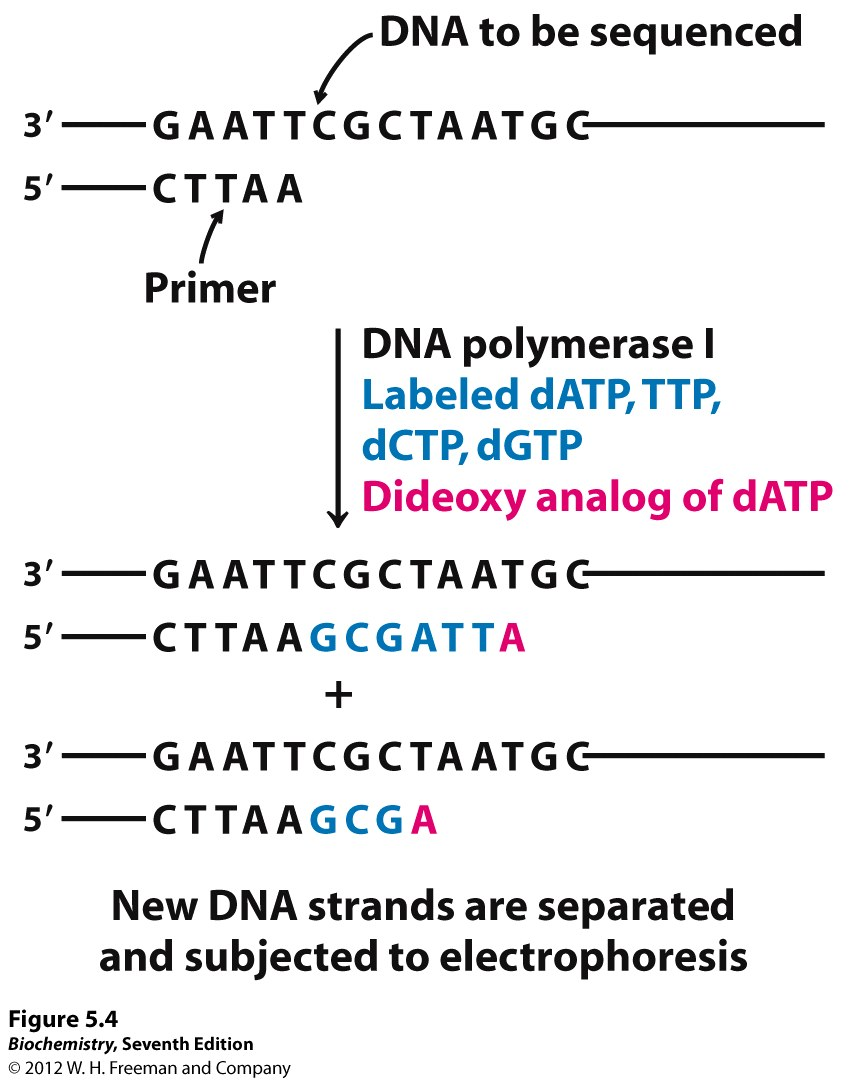 DNA to be sequenced
3′ GAATTCGCTAATGC
5′ CTTAA
Primer
DNA polymerase I
Labeled dATP, TTP,
dCTP, dGTP
Dideoxy analog of dATP
3′ GAATTCGCTAATGC
5′ CTTAAGCGATTA
+
3′ GAATTCGCTAATGC
5′ CTTAAGCGA
New DNA strands are separated
and subjected to electrophoresis
Figure 5.4
Biochemistry, Seventh Edition
© 2012 W. H. Freeman and Company